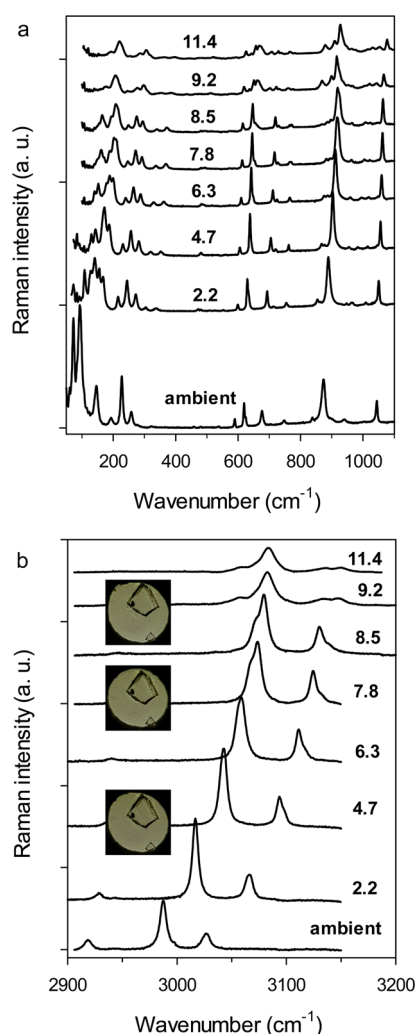 a
11.4
9.2
8.5
7.8
6.3
4.7
2.2
ambient
Raman intensity (a. u.)
200 400 600 800 1000
Wavenumber (cm⁻¹)
b
11.4
9.2
8.5
7.8
6.3
4.7
2.2
ambient
Raman intensity (a. u.)
2900 3000 3100 3200
Wavenumber (cm⁻¹)